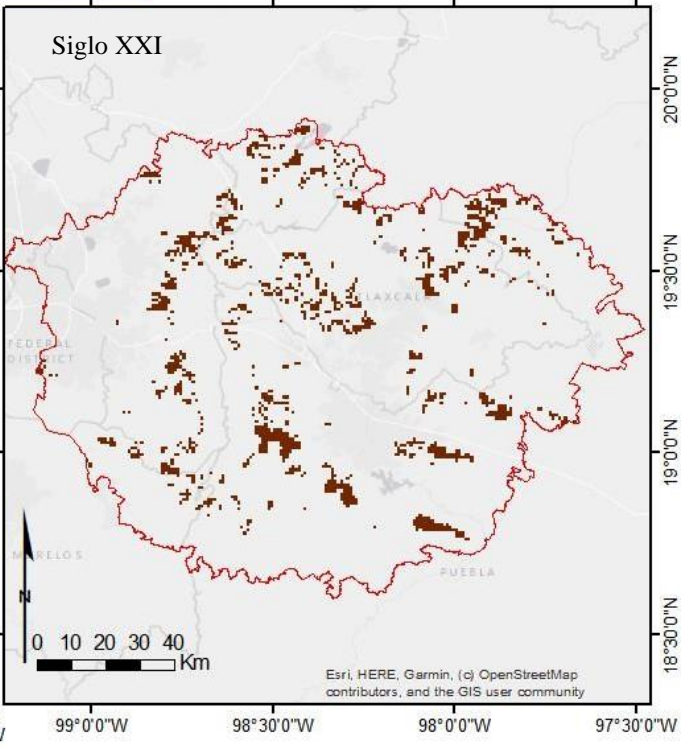 Siglo XXI
20°0'0"N
19°30'0"N
TLAXCALA
FEDERAL
DISTRICT
19°0'0"N
MORELOS
PUEBLA
N
18°30'0"N
0 10 20 30 40
Km
Esri, HERE, Garmin, (c) OpenStreetMap
contributors, and the GIS user community
99°0'0"W 98°30'0"W 98°0'0"W 97°30'0"W